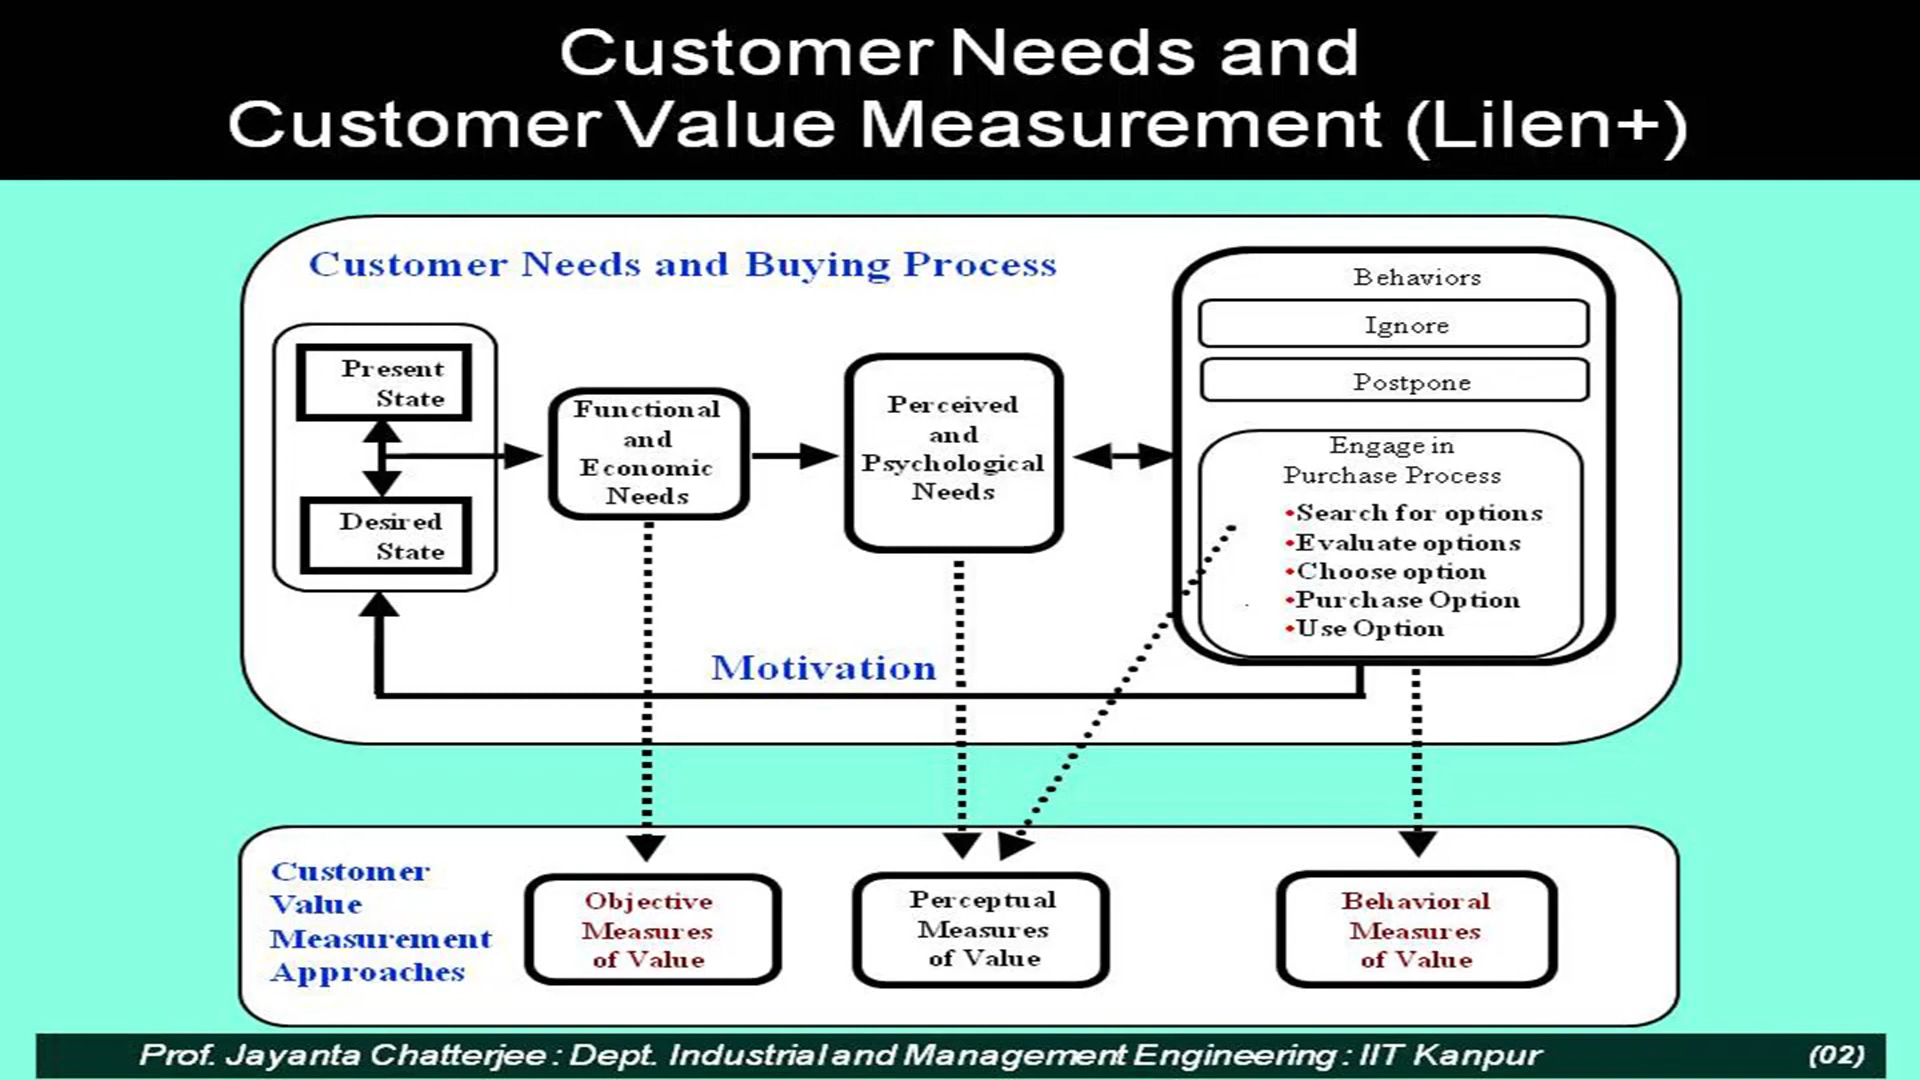 Customer Needs and
Customer Value Measurement (Lilen+)
Customer Needs and Buying Process
Present
State
Desired
State
Functional
and
Economic
Needs
Perceived
and
Psychological
Needs
Behaviors
Ignore
Postpone
Engage in
Purchase Process
•Search for options
•Evaluate options
•Choose option
•Purchase Option
•Use Option
Motivation
Customer
Value
Measurement
Approaches
Objective
Measures
of Value
Perceptual
Measures
of Value
Behavioral
Measures
of Value
Prof. Jayanta Chatterjee : Dept. Industrial and Management Engineering : IIT Kanpur (02)